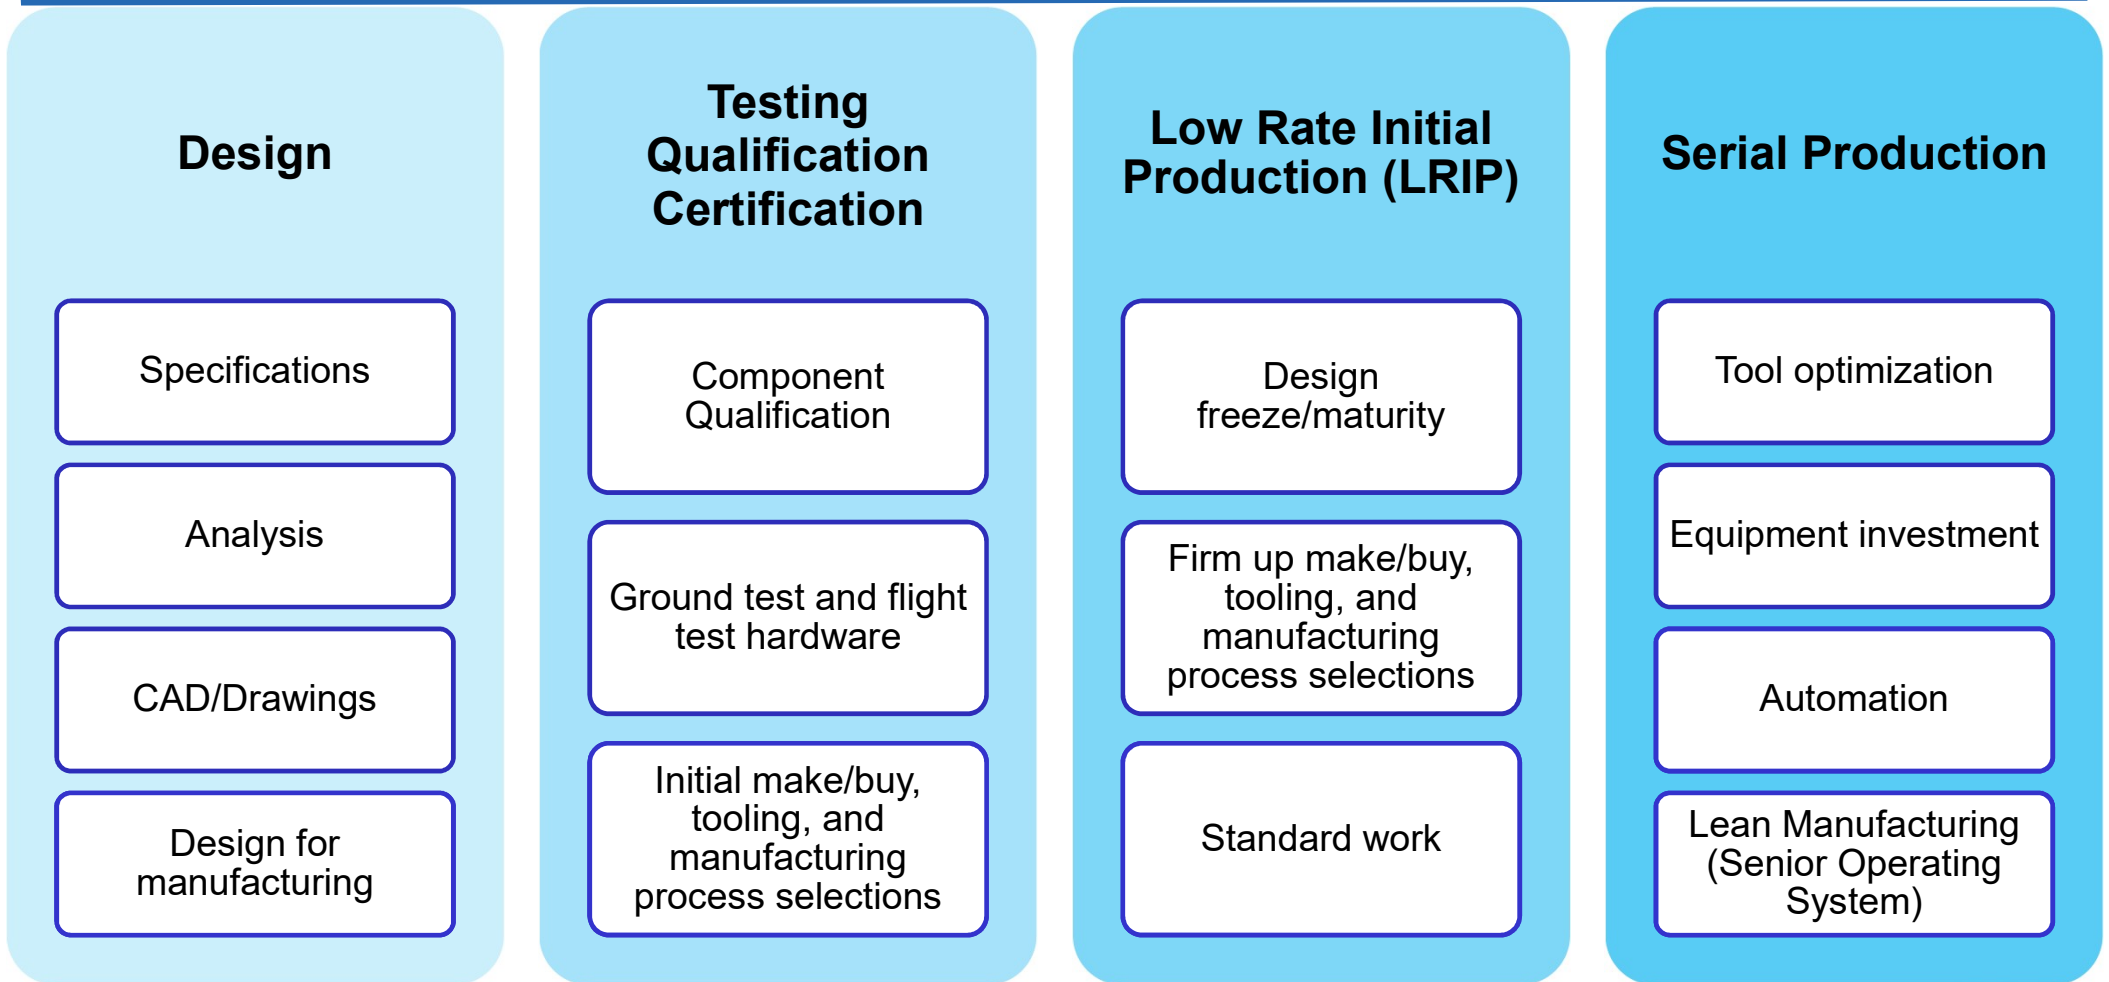 Design
Specifications
Analysis
CAD/Drawings
Design for
manufacturing
Testing
Qualification
Certification
Component
Qualification
Ground test and flight
test hardware
Initial make/buy,
tooling, and
manufacturing
process selections
Low Rate Initial
Production (LRIP)
Design
freeze/maturity
Firm up make/buy,
tooling, and
manufacturing
process selections
Standard work
Serial Production
Tool optimization
Equipment investment
Automation
Lean Manufacturing
(Senior Operating
System)